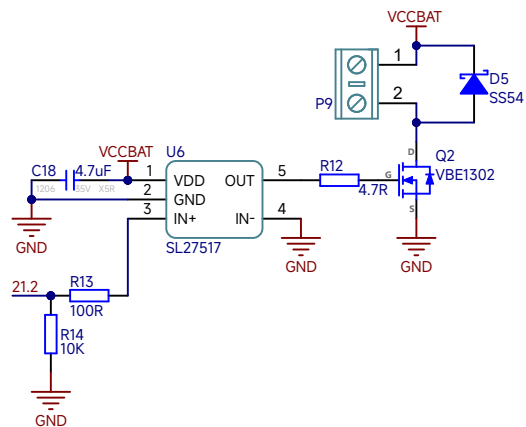 VCCBAT
1
P9
2
D5
SS54
VCCBAT
U6
C18 4.7uF
1206 35V X5R
1 VDD OUT 5
2 GND
3 IN+ IN- 4
SL27517
R12
4.7R
D
G
S
Q2
VBE1302
GND
GND
GND
21.2
R13
100R
R14
10K
GND